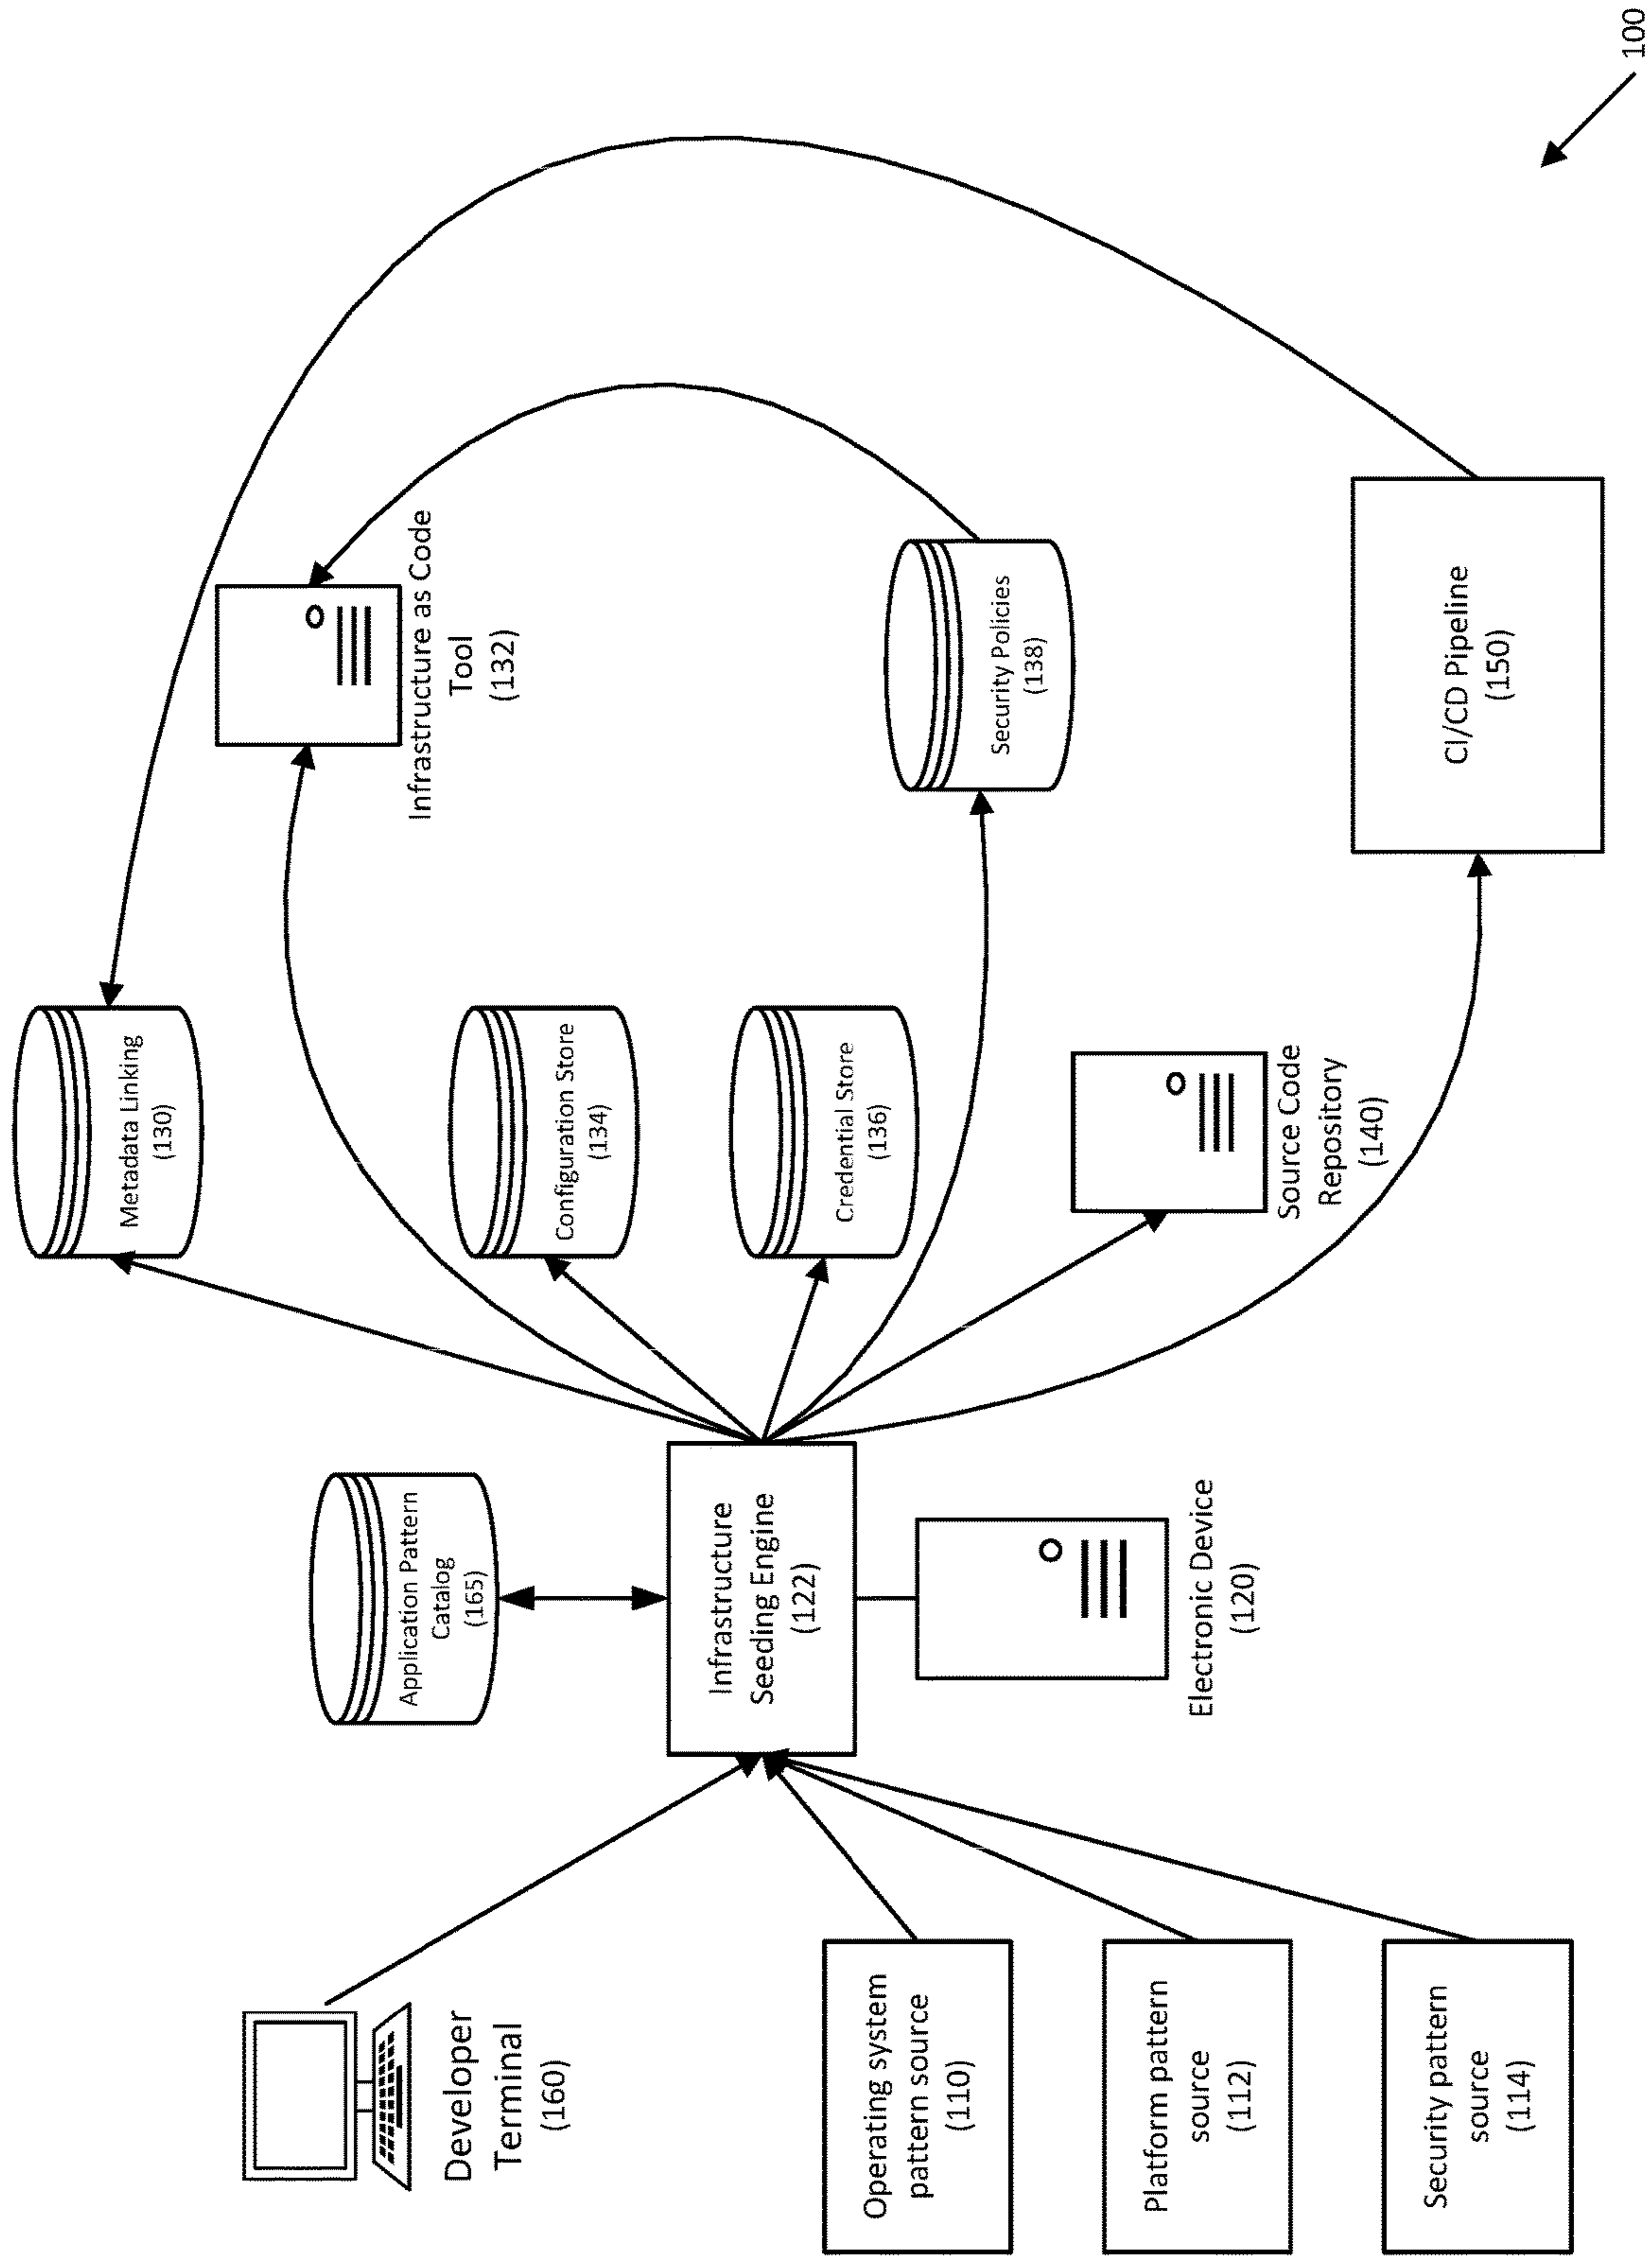 Developer
Terminal
(160)
Operating system
pattern source
(110)
Platform pattern
source
(112)
Security pattern
source
(114)
Application Pattern
Catalog
(165)
Infrastructure
Seeding Engine
(122)
Electronic Device
(120)
Metadata Linking
(130)
Configuration Store
(134)
Credential Store
(136)
Source Code
Repository
(140)
Infrastructure as Code
Tool
(132)
Security Policies
(138)
CI/CD Pipeline
(150)
100